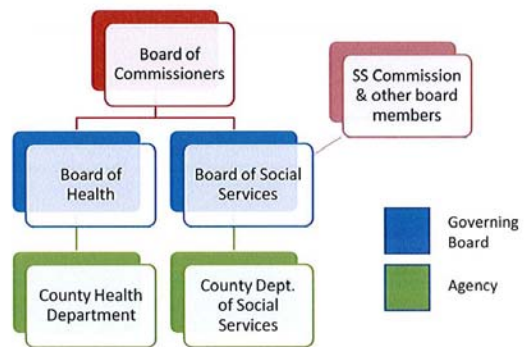 Board of
Commissioners
SS Commission
& other board
members
Board of
Health
Board of Social
Services
Governing
Board
County Health
Department
County Dept.
of Social
Services
Agency